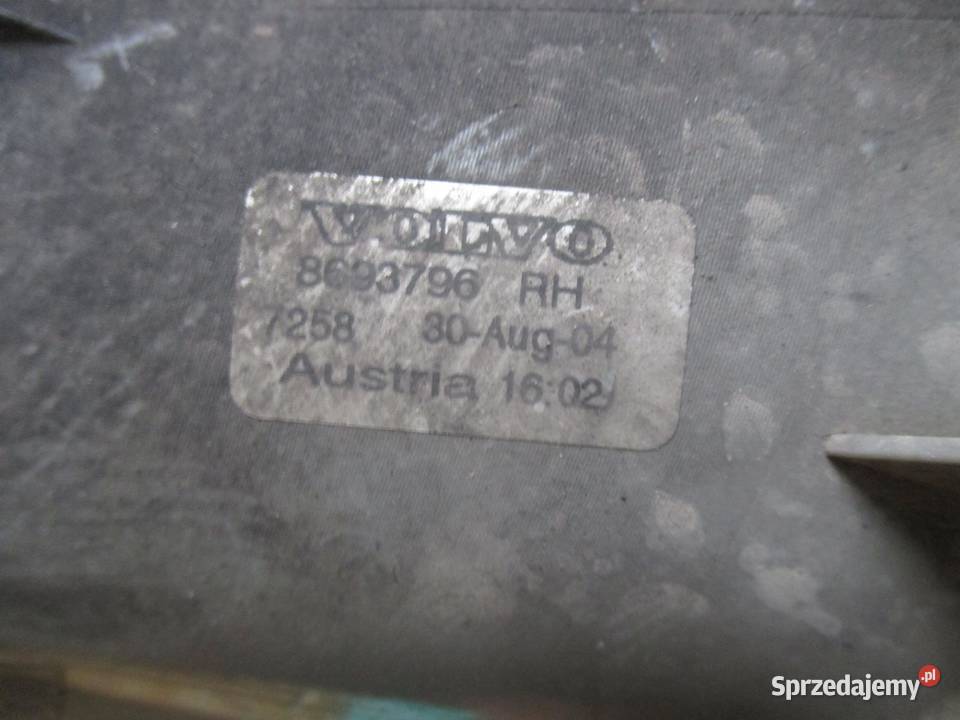 VOLVO
8693796 RH
7258 30-Aug-04
Austria 16:02
Sprzedajemy.pl